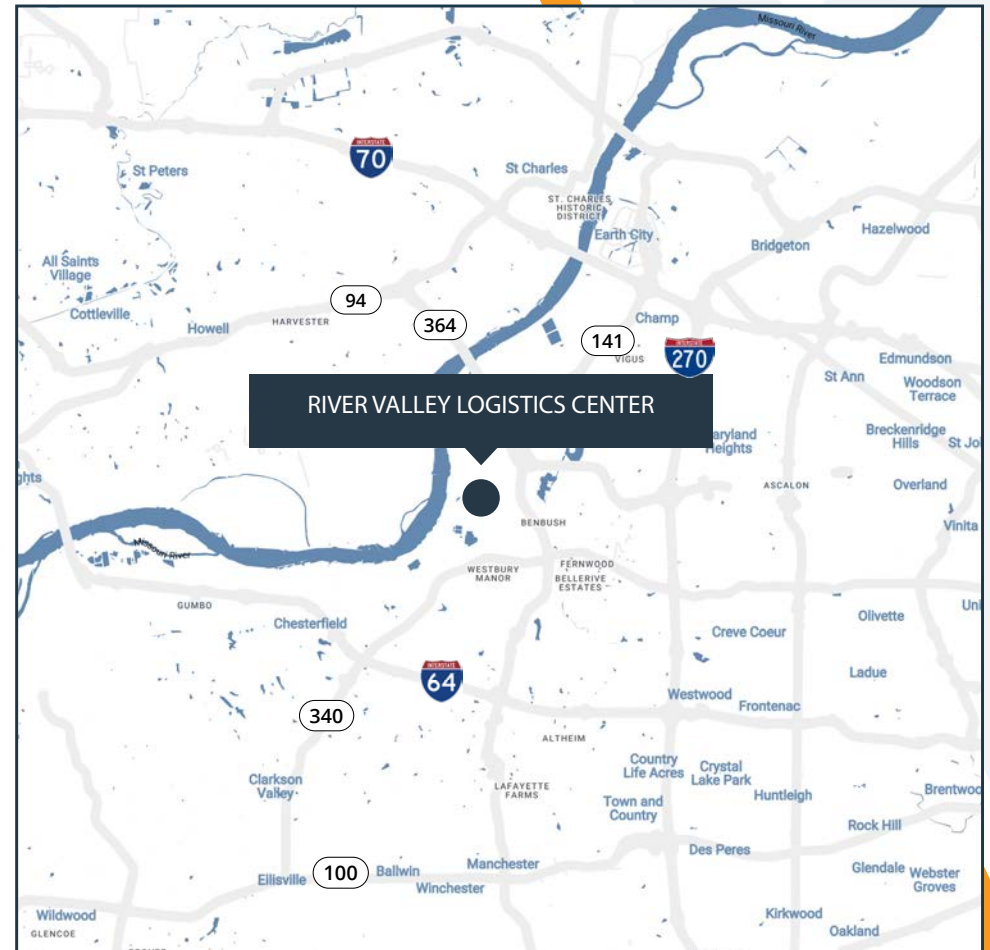 Missouri River
INTERSTATE
70
St Peters
St Charles
ST. CHARLES
HISTORIC
DISTRICT
Earth City
Hazelwood
Bridgeton
All Saints
Village
94
Cottleville
Howell
HARVESTER
364
Champ
141
VIGUS
INTERSTATE
270
Edmundson
St Ann
Woodson
Terrace
RIVER VALLEY LOGISTICS CENTER
Breckenridge
Hills
St Jo
aryland
Heights
ghts
ASCALON
Overland
BENBUSH
Vinita
Missouri River
WESTBURY
MANOR
FERNWOOD
BELLERIVE
ESTATES
GUMBO
Uni
Olivette
Chesterfield
Creve Coeur
INTERSTATE
64
Ladue
Westwood
Frontenac
340
ALTHEIM
Country
Life Acres
Crystal
Lake Park
Clarkson
Valley
LAFAYETTE
FARMS
Huntleigh
Brentwoo
Town and
Country
Rock Hill
Des Peres
Manchester
100
Ballwin
Ellisville
Winchester
Glendale
Webster
Groves
Wildwood
Kirkwood
GLENCOE
Oakland